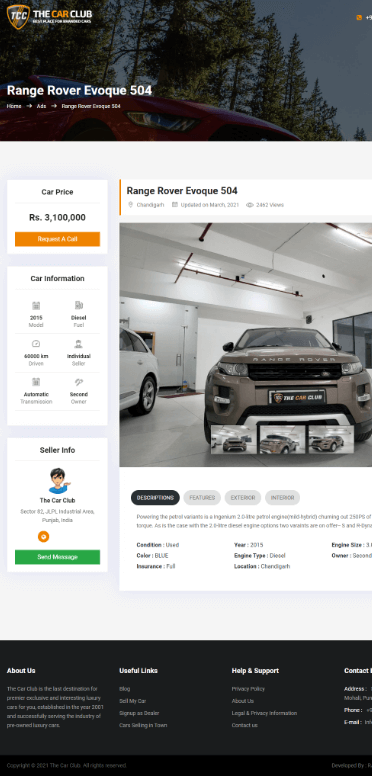 TCC THE CAR CLUB
BEST PLACE FOR BRANDED CARS
Range Rover Evoque 504
Home → Ads → Range Rover Evoque 504
Car Price
Rs. 3,100,000
Request A Call
Car Information
2015 Diesel
Model Fuel
60000 km Individual
Driven Seller
Automatic Second
Transmission Owner
Seller Info
The Car Club
Sector 82, JLPL Industrial Area,
Punjab, India
Send Message
Range Rover Evoque 504
Chandigarh Updated on March, 2021 2462 Views
RANGE ROVER
THE CAR CLUB
DESCRIPTIONS FEATURES EXTERIOR INTERIOR
Powering the petrol variants is a Ingenium 2.0-litre petrol engine(mild-hybrid) churning out 250PS of
torque. As is the case with the 2.0-litre diesel engine options two variants are on offer– S and R-Dyna
Condition : Used Year : 2015 Engine Size : 3.
Color : BLUE Engine Type : Diesel Owner : Second
Insurance : Full Location : Chandigarh
About Us
The Car Club is the last destination for
premier exclusive and interesting luxury
cars for you, established in the year 2001
and successfully serving the industry of
pre-owned luxury cars.
Useful Links
Blog
Sell My Car
Signup as Dealer
Cars Selling in Town
Help & Support
Privacy Policy
About Us
Legal & Privacy Information
Contact us
Contact
Address :
Mohali, Pun
Phone : +9
E-mail : info
Copyright © 2021 The Car Club. All rights reserved.
Developed By :